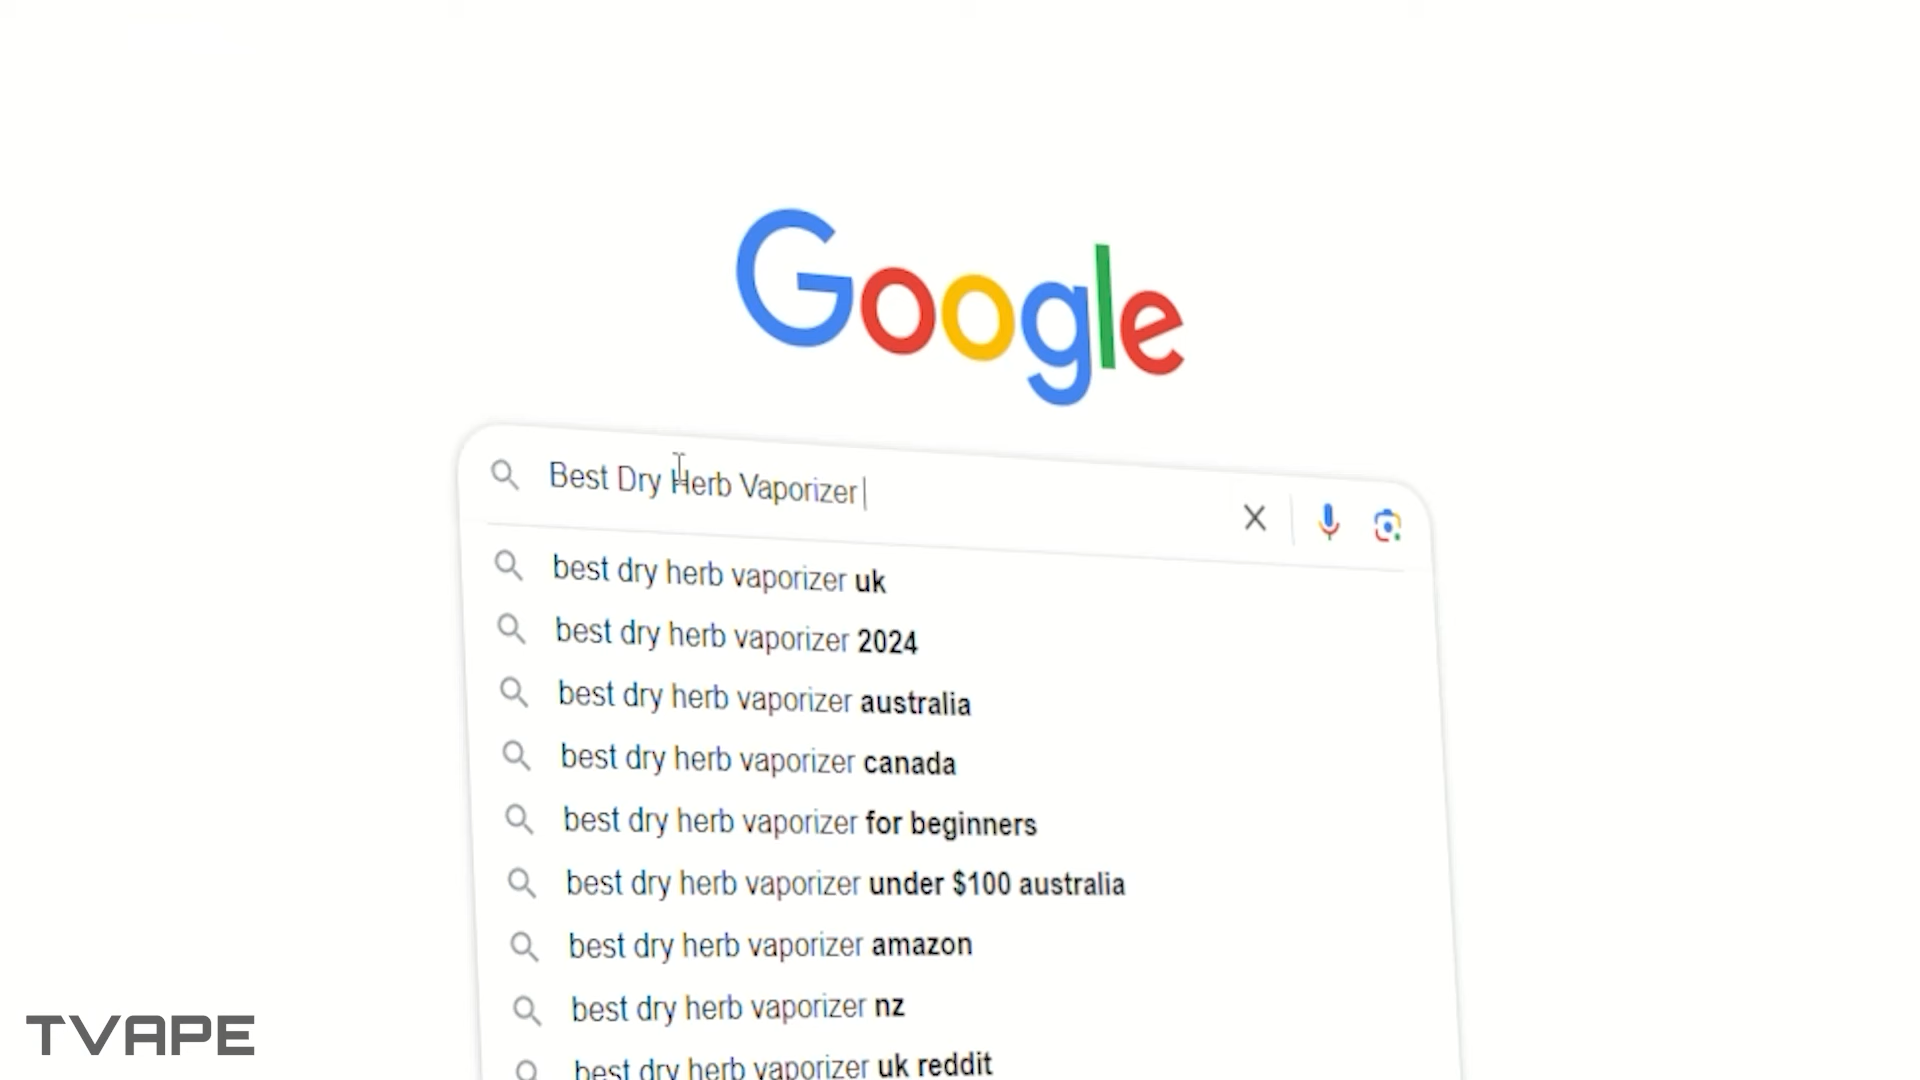 Google
Best Dry Herb Vaporizer
best dry herb vaporizer uk
best dry herb vaporizer 2024
best dry herb vaporizer australia
best dry herb vaporizer canada
best dry herb vaporizer for beginners
best dry herb vaporizer under $100 australia
best dry herb vaporizer amazon
best dry herb vaporizer nz
best dry herb vaporizer uk reddit
TVAPE